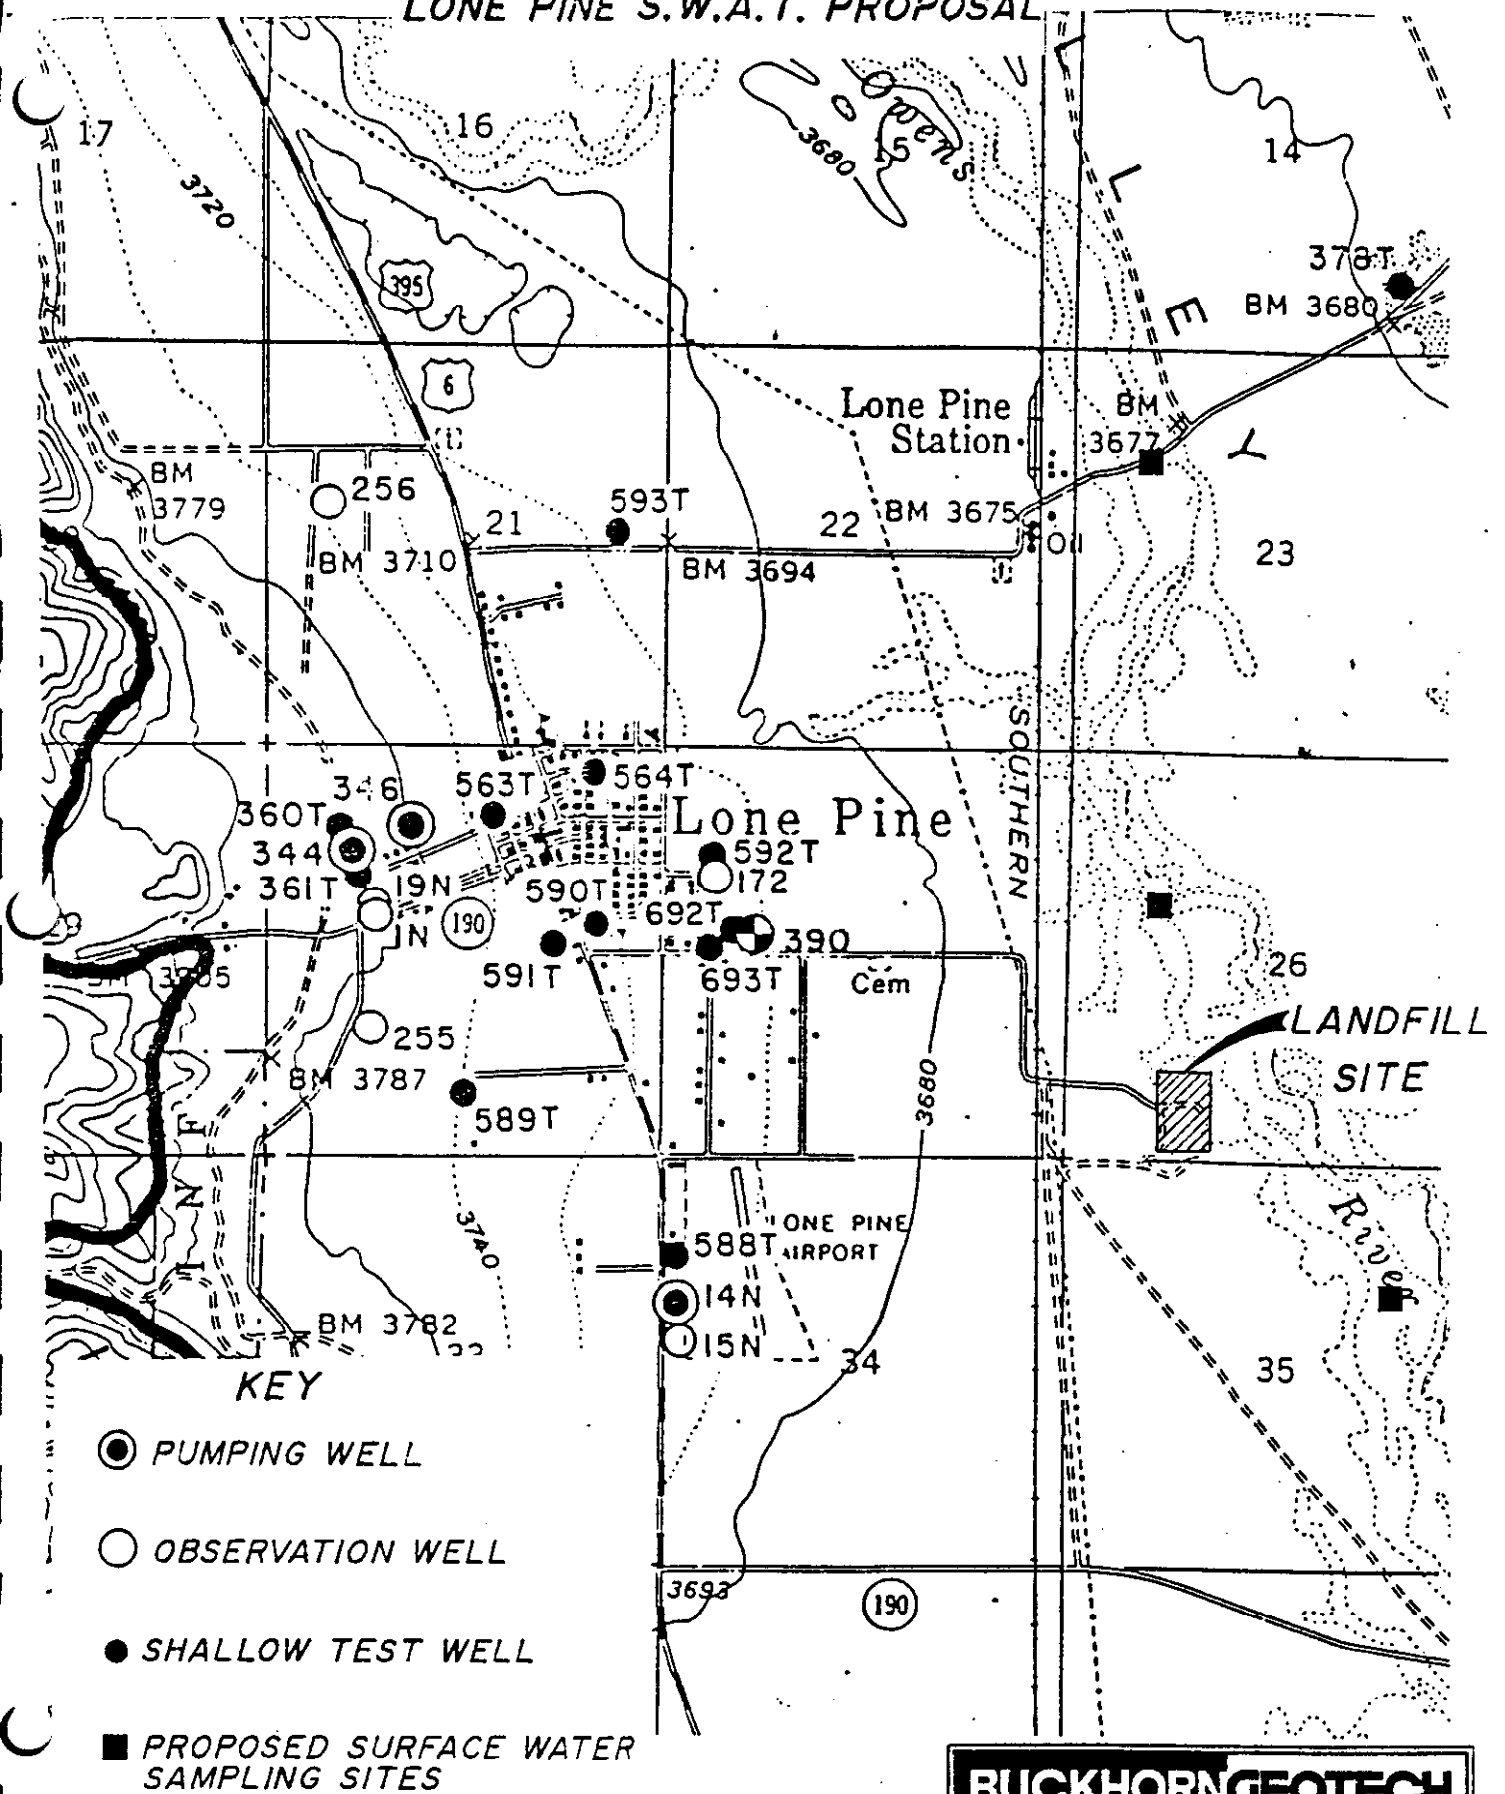 LONE PINE S.W.A.T. PROPOSAL
17
16
15
14
Owens
3680
3720
395
378T
BM 3680
L
L
E
Y
6
Lone Pine
Station
BM
3677
BM
3779
256
593T
21
22
BM 3675
Oil
23
BM 3710
BM 3694
SOUTHERN
346
563T
564T
360T
Lone Pine
344
592T
361T
19N
590T
172
1N
190
692T
390
591T
693T
Cem
26
LANDFILL
SITE
255
BM 3787
589T
3680
INF
3740
588T
ONE PINE
AIRPORT
River
14N
BM 3782
15N
34
35
KEY
PUMPING WELL
OBSERVATION WELL
3693
190
SHALLOW TEST WELL
PROPOSED SURFACE WATER
SAMPLING SITES
BUCKHORN GEOTECH